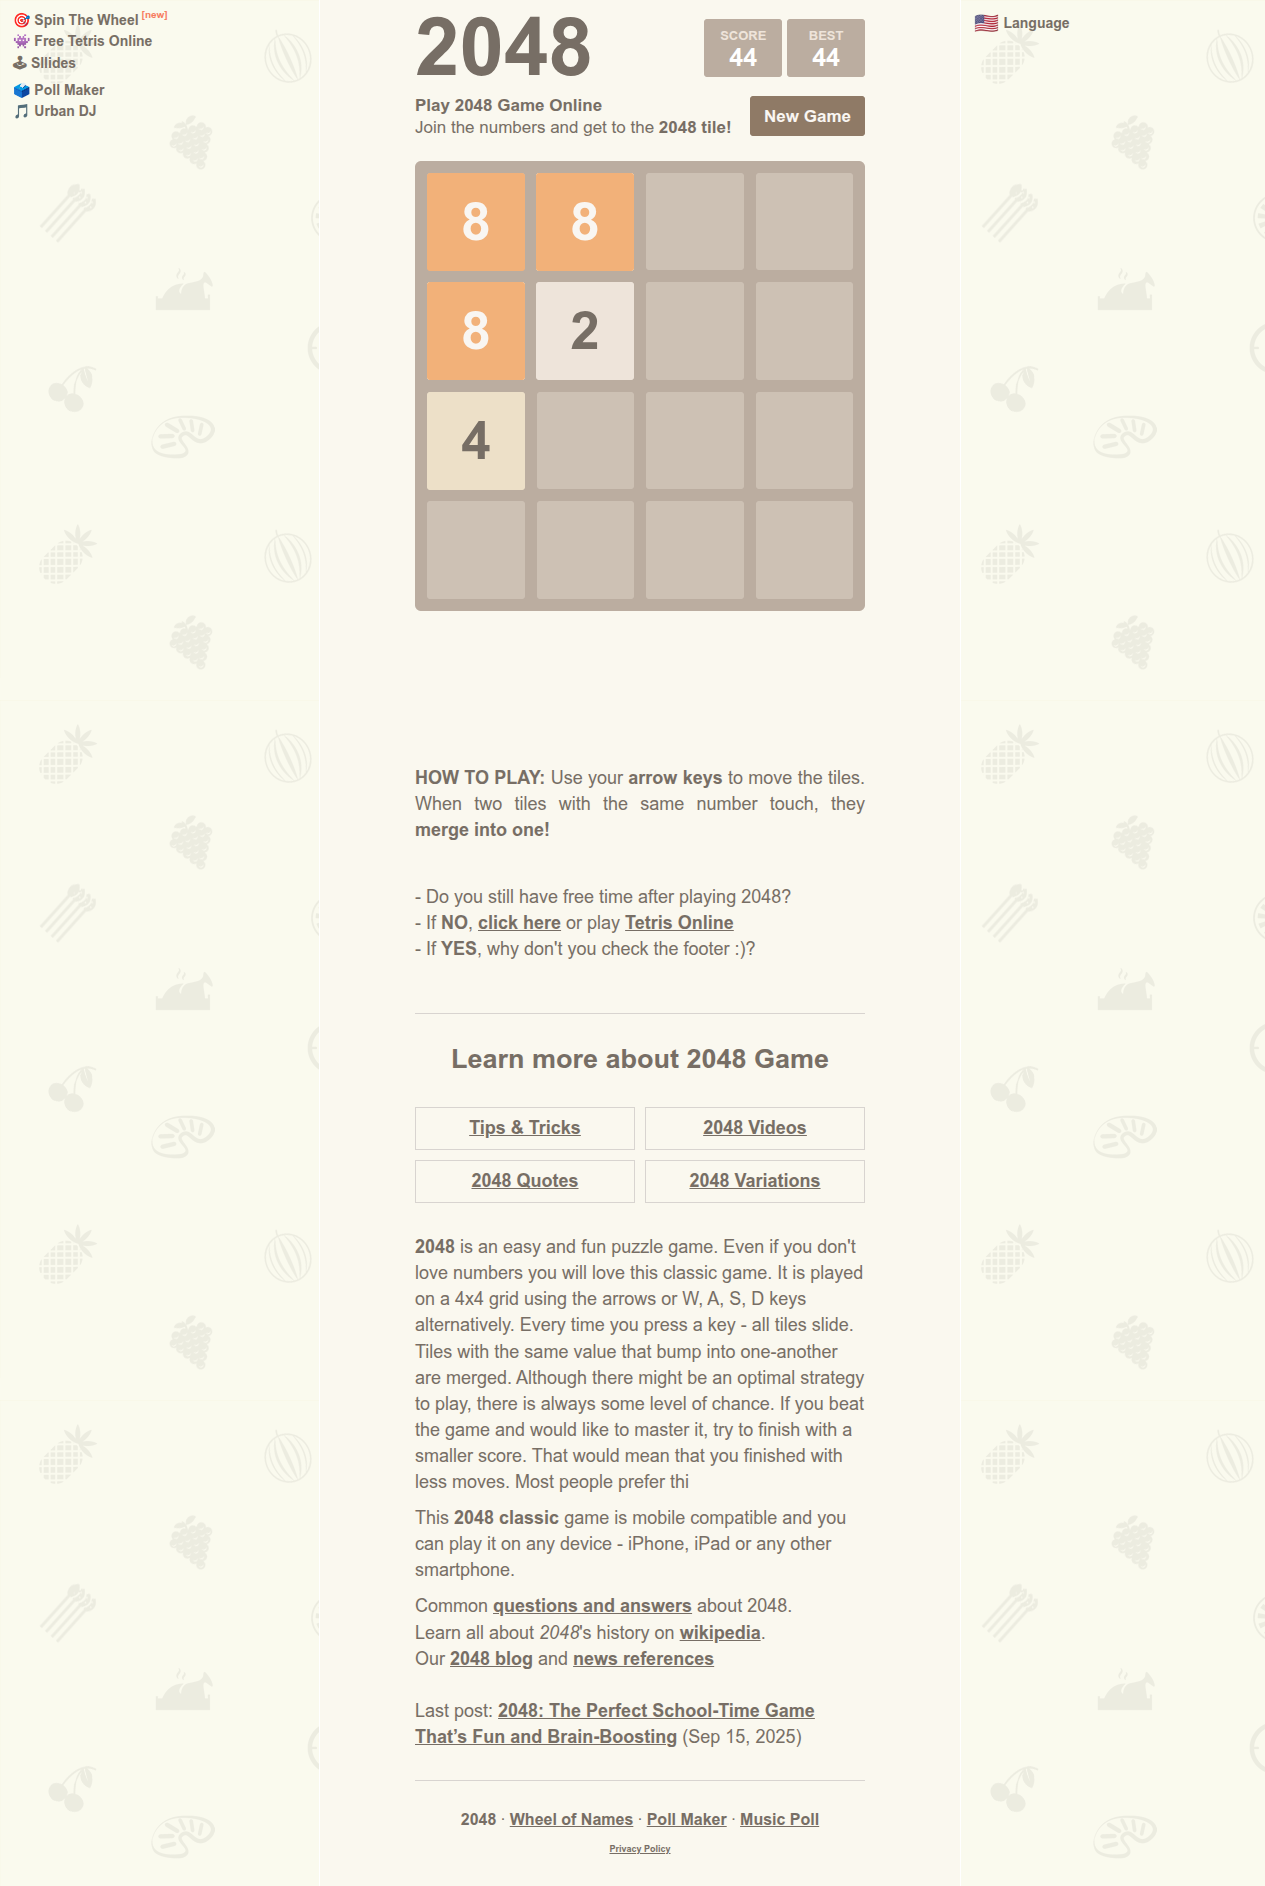 Spin The Wheel [new]
Free Tetris Online
Sllides
Poll Maker
Urban DJ
Language
2048
SCORE
44
BEST
44
Play 2048 Game Online
Join the numbers and get to the 2048 tile!
New Game
8 8
8 2
4
HOW TO PLAY: Use your arrow keys to move the tiles.
When two tiles with the same number touch, they
merge into one!
- Do you still have free time after playing 2048?
- If NO, click here or play Tetris Online
- If YES, why don't you check the footer :)?
Learn more about 2048 Game
Tips & Tricks
2048 Videos
2048 Quotes
2048 Variations
2048 is an easy and fun puzzle game. Even if you don't
love numbers you will love this classic game. It is played
on a 4x4 grid using the arrows or W, A, S, D keys
alternatively. Every time you press a key - all tiles slide.
Tiles with the same value that bump into one-another
are merged. Although there might be an optimal strategy
to play, there is always some level of chance. If you beat
the game and would like to master it, try to finish with a
smaller score. That would mean that you finished with
less moves. Most people prefer thi
This 2048 classic game is mobile compatible and you
can play it on any device - iPhone, iPad or any other
smartphone.
Common questions and answers about 2048.
Learn all about 2048's history on wikipedia.
Our 2048 blog and news references
Last post: 2048: The Perfect School-Time Game
That’s Fun and Brain-Boosting (Sep 15, 2025)
2048 · Wheel of Names · Poll Maker · Music Poll
Privacy Policy